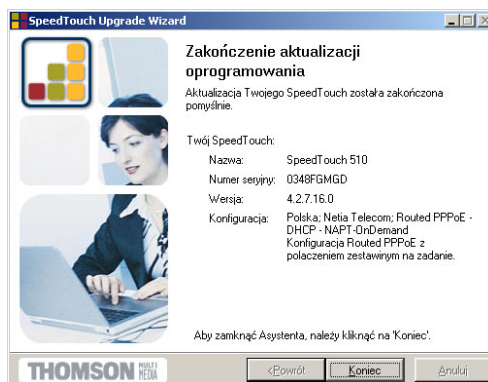 SpeedTouch Upgrade Wizard
Zakończenie aktualizacji
oprogramowania
Aktualizacja Twojego SpeedTouch została zakończona
pomyślnie.
Twój SpeedTouch:
Nazwa: SpeedTouch 510
Numer seryjny: 0348FGMGD
Wersja: 4.2.7.16.0
Konfiguracja: Polska; Netia Telecom; Routed PPPoE -
DHCP - NAPT-OnDemand
Konfiguracja Routed PPPoE z
polaczeniem zestawinym na zadanie.
Aby zamknąć Asystenta, należy kliknąć na 'Koniec'.
THOMSON MULTI MEDIA
<Powrót Koniec Anuluj